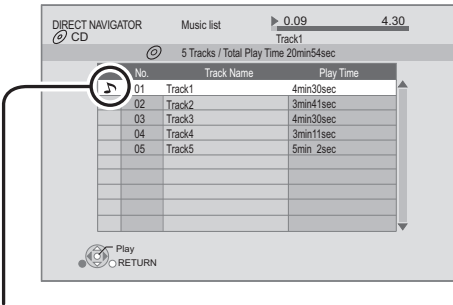 DIRECT NAVIGATOR Music list 0.09 4.30
CD Track1
5 Tracks / Total Play Time 20min54sec
No. Track Name Play Time
01 Track1 4min30sec
02 Track2 3min41sec
03 Track3 4min30sec
04 Track4 3min11sec
05 Track5 5min 2sec
Play
RETURN